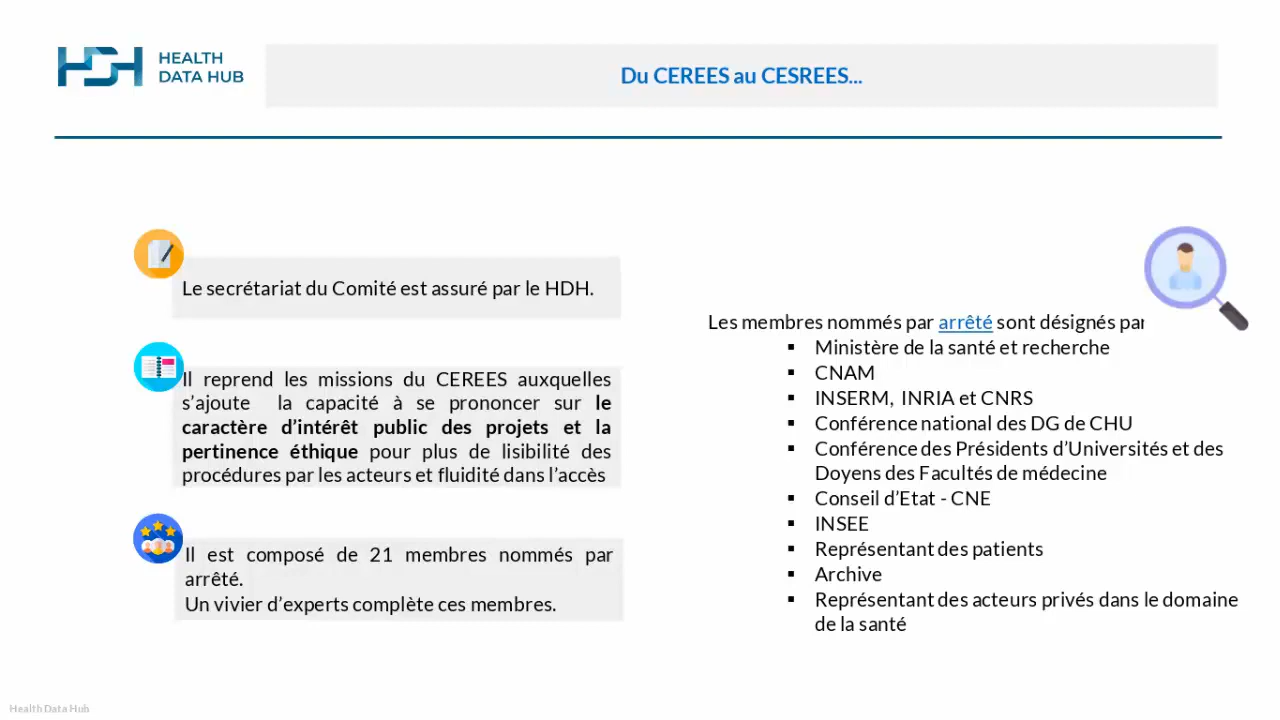 HEALTH
DATA HUB
Du CEREES au CESREES...
Le secrétariat du Comité est assuré par le HDH.
Il reprend les missions du CEREES auxquelles
s’ajoute la capacité à se prononcer sur le
caractère d’intérêt public des projets et la
pertinence éthique pour plus de lisibilité des
procédures par les acteurs et fluidité dans l’accès
Il est composé de 21 membres nommés par
arrêté.
Un vivier d’experts complète ces membres.
Les membres nommés par arrêté sont désignés par
▪ Ministère de la santé et recherche
▪ CNAM
▪ INSERM, INRIA et CNRS
▪ Conférence national des DG de CHU
▪ Conférence des Présidents d’Universités et des
Doyens des Facultés de médecine
▪ Conseil d’Etat - CNE
▪ INSEE
▪ Représentant des patients
▪ Archive
▪ Représentant des acteurs privés dans le domaine
de la santé
Health Data Hub